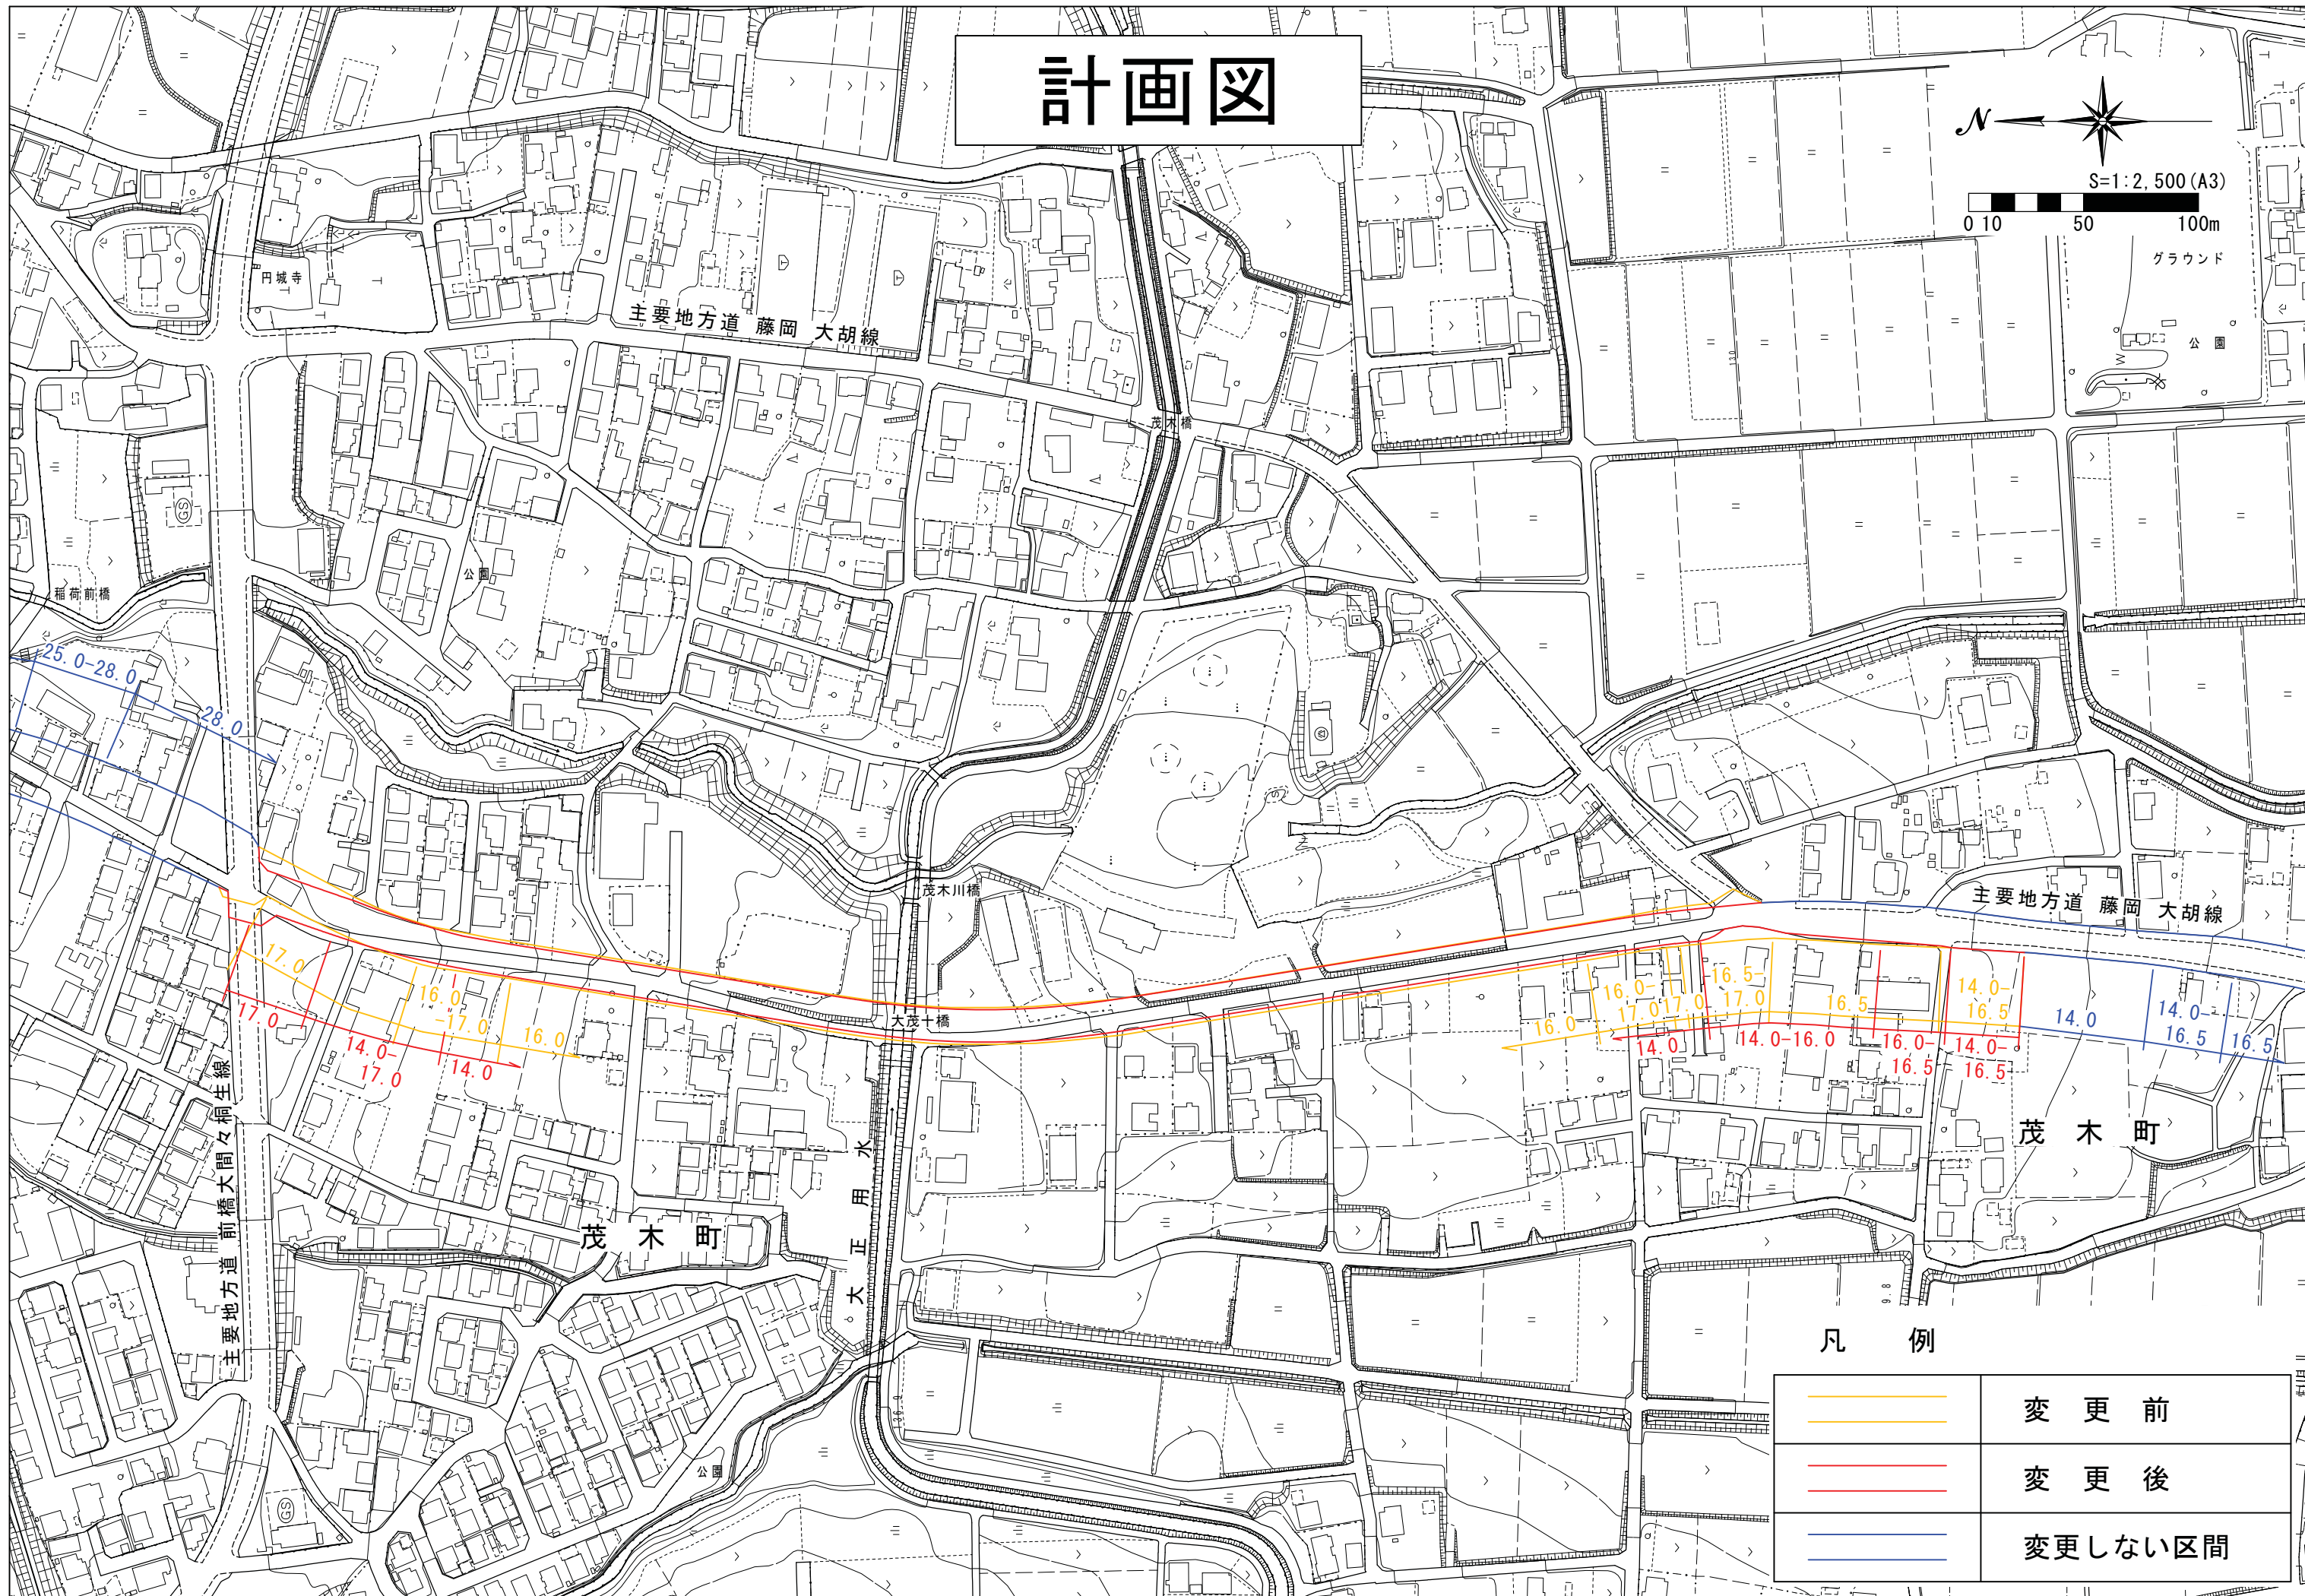 計画図
N
S=1:2,500(A3)
0 10 50 100m
グラウンド
公園
円城寺
主要地方道 藤岡 大胡線
茂木橋
GS
公園
稲荷前橋
25.0-28.0
28.0
茂木川橋
主要地方道 藤岡 大胡線
17.0
16.0
-17.0
16.0
17.0
14.0-
17.0
14.0
大茂十橋
16.0
16.0-
17.0
17.0
16.5-
17.0
16.5
14.0-
16.5
14.0
14.0-16.0
16.0-
16.5
14.0-
16.5
14.0
14.0-
16.5
16.5
主要地方道 前橋大間々桐生線
大正用水
茂木町
茂木町
公園
GS
凡例
変更前
変更後
変更しない区間